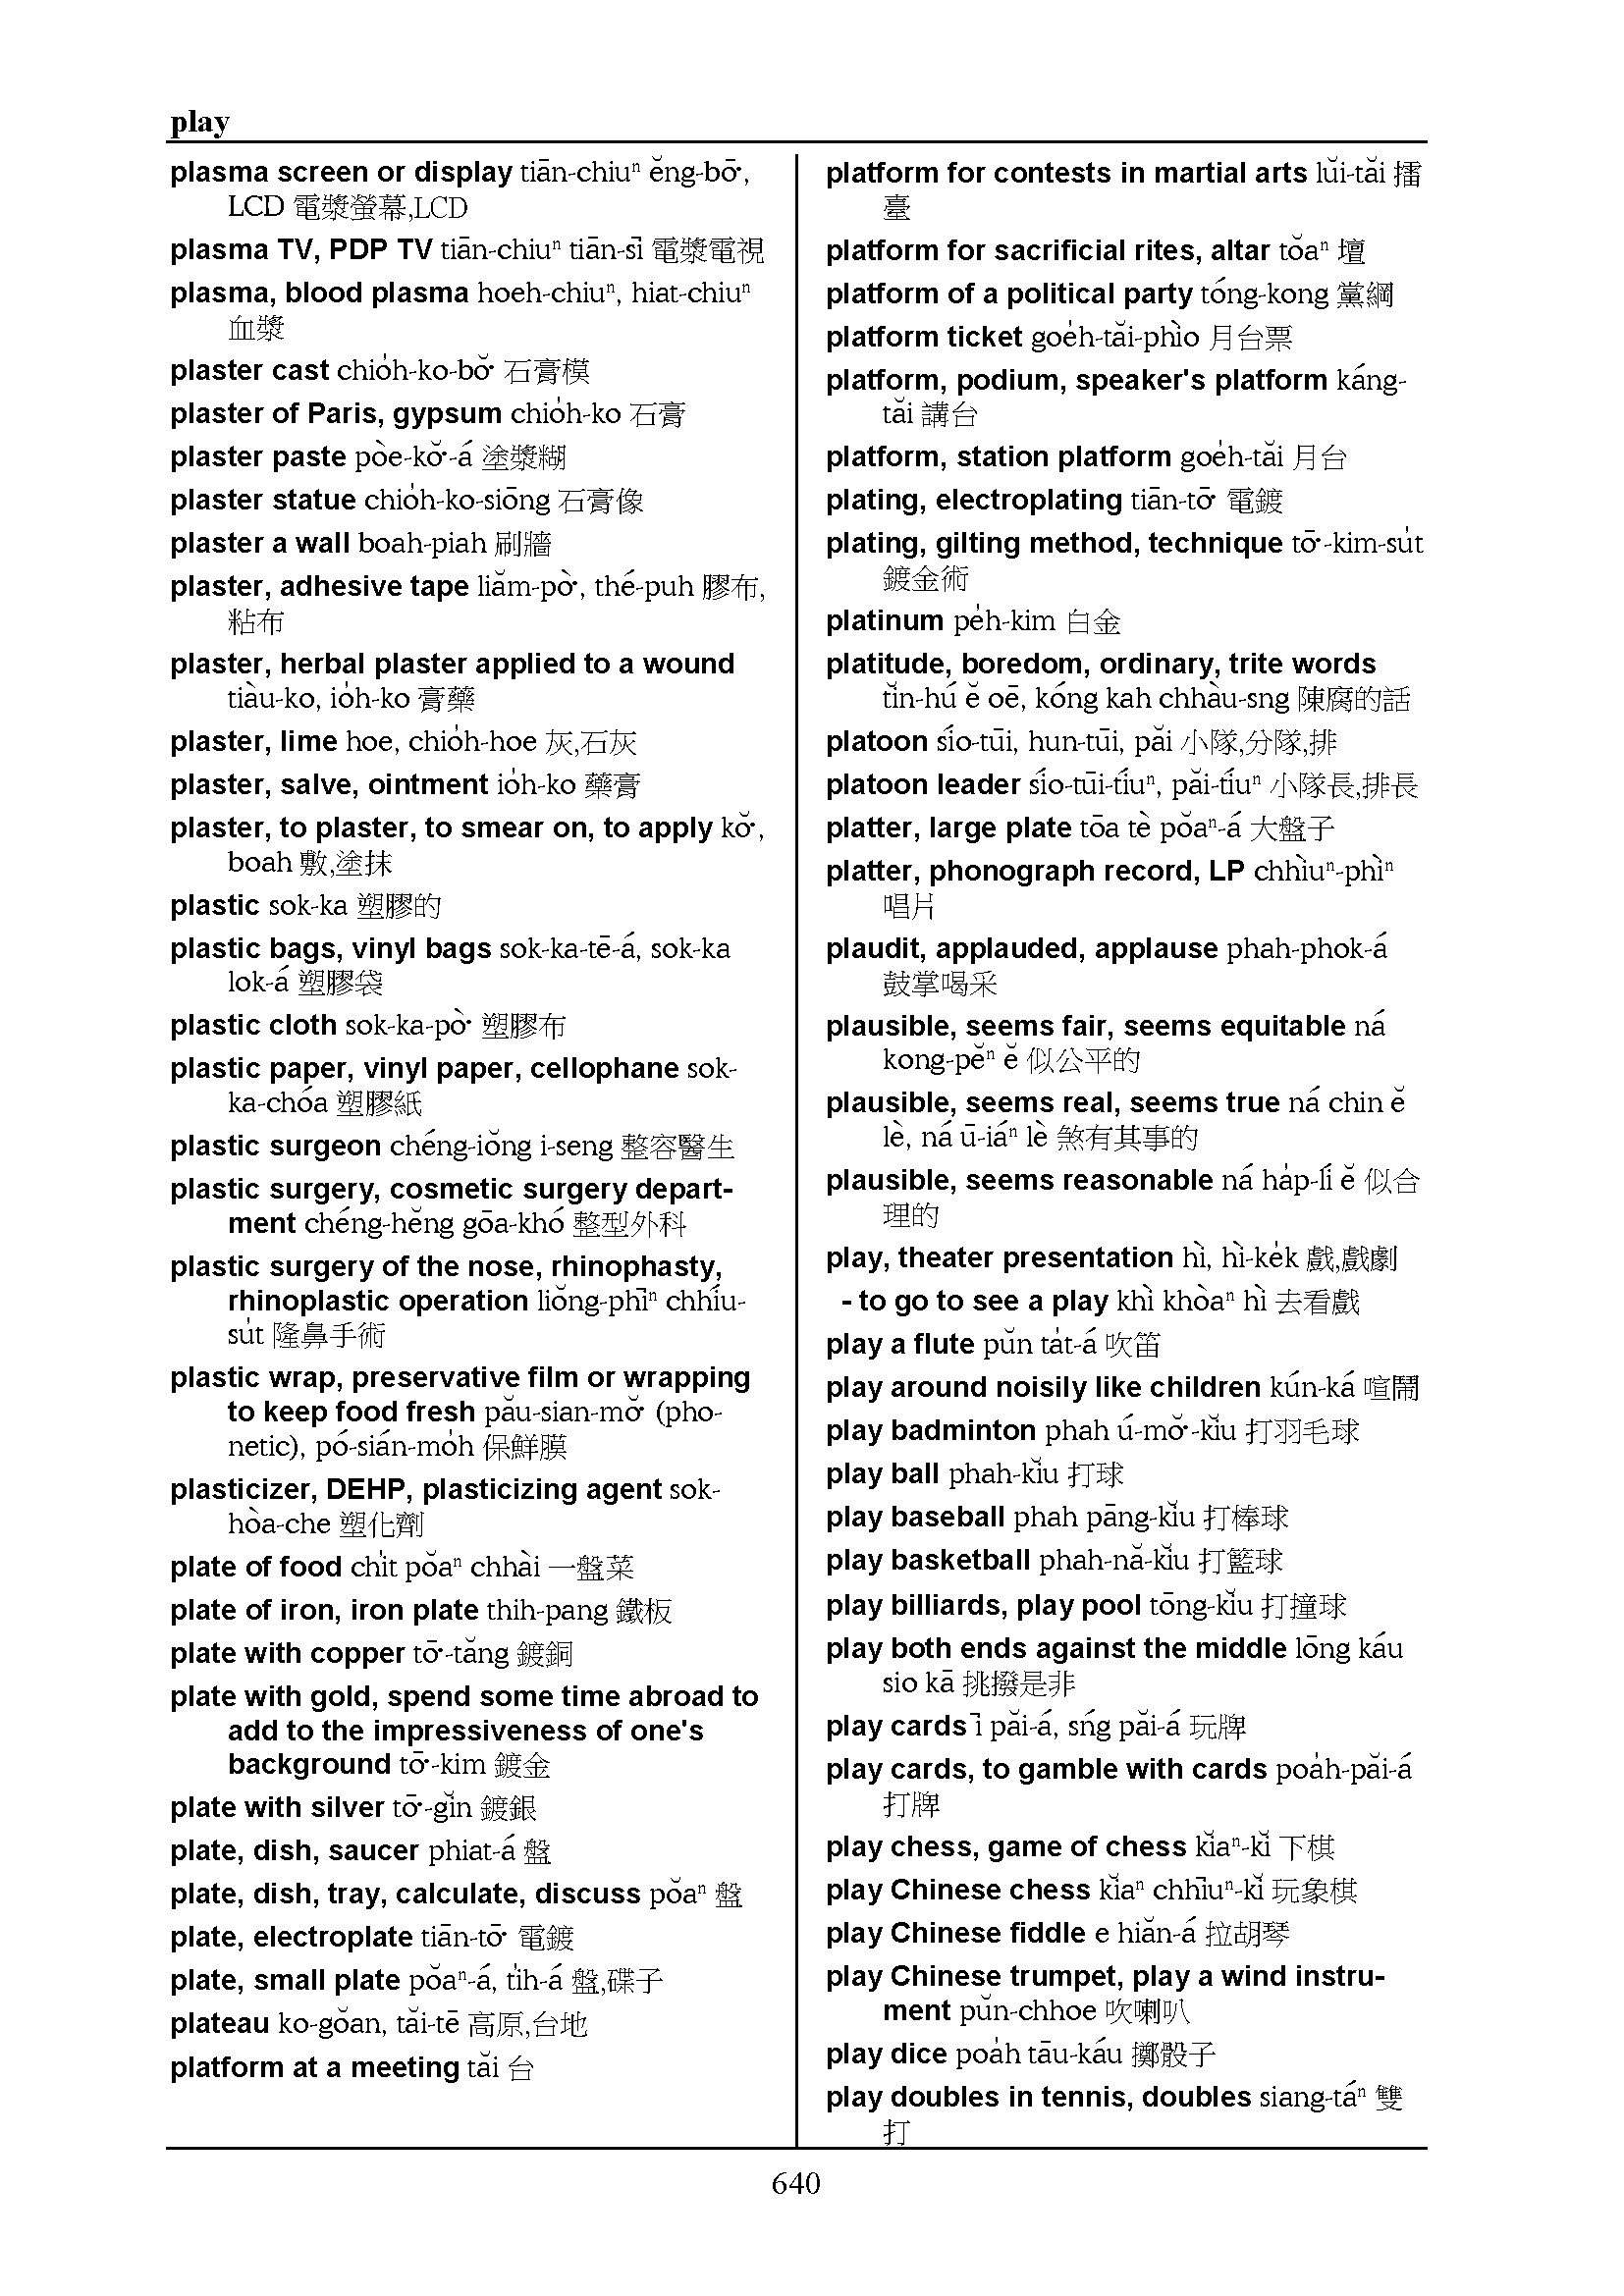 play
plasma screen or display tiān-chiuⁿ ĕng-bō͘,
LCD 電漿螢幕,LCD
plasma TV, PDP TV tiān-chiuⁿ tiān-sī 電漿電視
plasma, blood plasma hoeh-chiuⁿ, hiat-chiuⁿ
血漿
plaster cast chio̍h-ko-bŏ͘ 石膏模
plaster of Paris, gypsum chio̍h-ko 石膏
plaster paste pòe-kŏ͘-á 塗漿糊
plaster statue chio̍h-ko-siōng 石膏像
plaster a wall boah-piah 刷牆
plaster, adhesive tape liăm-pò͘, thé-puh 膠布,
粘布
plaster, herbal plaster applied to a wound
tiàu-ko, io̍h-ko 膏藥
plaster, lime hoe, chio̍h-hoe 灰,石灰
plaster, salve, ointment io̍h-ko 藥膏
plaster, to plaster, to smear on, to apply kŏ͘,
boah 敷,塗抹
plastic sok-ka 塑膠的
plastic bags, vinyl bags sok-ka-tē-á, sok-ka
lok-á 塑膠袋
plastic cloth sok-ka-pò͘ 塑膠布
plastic paper, vinyl paper, cellophane sok-
ka-chóa 塑膠紙
plastic surgeon chéng-iŏng i-seng 整容醫生
plastic surgery, cosmetic surgery depart-
ment chéng-hĕng gōa-khó 整型外科
plastic surgery of the nose, rhinophasty,
rhinoplastic operation liŏng-phīⁿ chhíu-
su̍t 隆鼻手術
plastic wrap, preservative film or wrapping
to keep food fresh pău-sian-mŏ͘ (pho-
netic), pó-sián-mo̍h 保鮮膜
plasticizer, DEHP, plasticizing agent sok-
hòa-che 塑化劑
plate of food chi̍t pŏaⁿ chhài 一盤菜
plate of iron, iron plate thih-pang 鐵板
plate with copper tō͘-tăng 鍍銅
plate with gold, spend some time abroad to
add to the impressiveness of one's
background tō͘-kim 鍍金
plate with silver tō͘-gĭn 鍍銀
plate, dish, saucer phiat-á 盤
plate, dish, tray, calculate, discuss pŏaⁿ 盤
plate, electroplate tiān-tō͘ 電鍍
plate, small plate pŏaⁿ-á, ti̍h-á 盤,碟子
plateau ko-gŏan, tăi-tē 高原,台地
platform at a meeting tăi 台
platform for contests in martial arts lŭi-tăi 擂
臺
platform for sacrificial rites, altar tŏaⁿ 壇
platform of a political party tóng-kong 黨綱
platform ticket goe̍h-tăi-phìo 月台票
platform, podium, speaker's platform káng-
tăi 講台
platform, station platform goe̍h-tăi 月台
plating, electroplating tiān-tō͘ 電鍍
plating, gilting method, technique tō͘-kim-su̍t
鍍金術
platinum pe̍h-kim 白金
platitude, boredom, ordinary, trite words
tĭn-hú ĕ oē, kóng kah chhàu-sng 陳腐的話
platoon sío-tūi, hun-tūi, păi 小隊,分隊,排
platoon leader sío-tūi-tíuⁿ, păi-tíuⁿ 小隊長,排長
platter, large plate tōa tè pŏaⁿ-á 大盤子
platter, phonograph record, LP chhìuⁿ-phìⁿ
唱片
plaudit, applauded, applause phah-phok-á
鼓掌喝采
plausible, seems fair, seems equitable ná
kong-pĕⁿ ĕ 似公平的
plausible, seems real, seems true ná chin ĕ
lè, ná ū-iáⁿ lè 煞有其事的
plausible, seems reasonable ná ha̍p-lí ĕ 似合
理的
play, theater presentation hì, hì-ke̍k 戲,戲劇
- to go to see a play khì khòaⁿ hì 去看戲
play a flute pŭn ta̍t-á 吹笛
play around noisily like children kún-ká 喧鬧
play badminton phah ú-mŏ͘-kĭu 打羽毛球
play ball phah-kĭu 打球
play baseball phah pāng-kĭu 打棒球
play basketball phah-nă-kĭu 打籃球
play billiards, play pool tōng-kĭu 打撞球
play both ends against the middle lōng káu
sio kā 挑撥是非
play cards ī păi-á, sńg păi-á 玩牌
play cards, to gamble with cards poa̍h-păi-á
打牌
play chess, game of chess kĭaⁿ-kĭ 下棋
play Chinese chess kĭaⁿ chhīuⁿ-kĭ 玩象棋
play Chinese fiddle e hiăn-á 拉胡琴
play Chinese trumpet, play a wind instru-
ment pŭn-chhoe 吹喇叭
play dice poa̍h tāu-káu 擲骰子
play doubles in tennis, doubles siang-táⁿ 雙
打
640